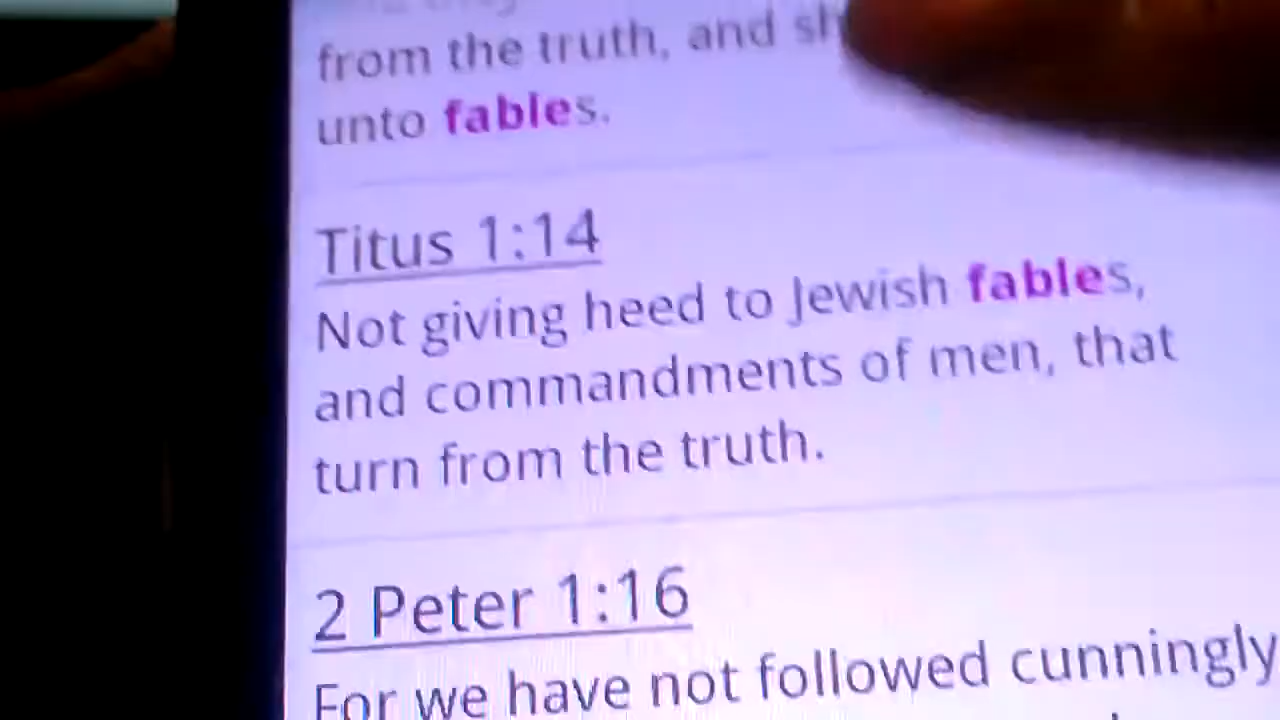 from the truth, and sh
unto fables.
Titus 1:14
Not giving heed to Jewish fables,
and commandments of men, that
turn from the truth.
2 Peter 1:16
For we have not followed cunningly